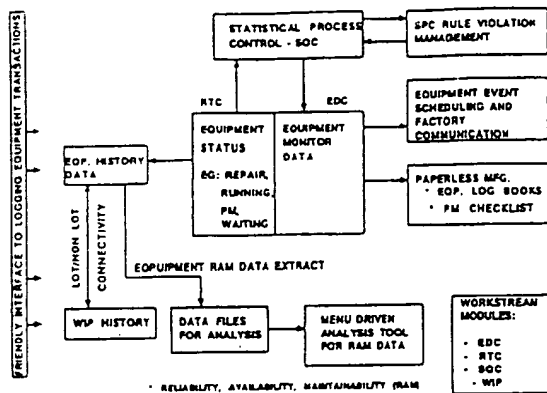 STATISTICAL PROCESS
CONTROL - SQC
SPC RULE VIOLATION
MANAGEMENT
RTC
EDC
EQUIPMENT
STATUS
EG: REPAIR,
RUNNING,
PM,
WAITING
EQUIPMENT
MONITOR
DATA
EQUIPMENT EVENT
SCHEDULING AND
FACTORY
COMMUNICATION
PAPERLESS MFG.
* EQP. LOG BOOKS
* PM CHECKLIST
FRIENDLY INTERFACE TO LOGGING EQUIPMENT TRANSACTIONS
EQP. HISTORY
DATA
LOT/NON LOT
CONNECTIVITY
EQPUIPMENT RAM DATA EXTRACT
WIP HISTORY
DATA FILES
FOR ANALYSIS
MENU DRIVEN
ANALYSIS TOOL
FOR RAM DATA
WORKSTREAM
MODULES:
- EDC
- RTC
- SQC
- WIP
* RELIABILITY, AVAILABILITY, MAINTAINABILITY (RAM)